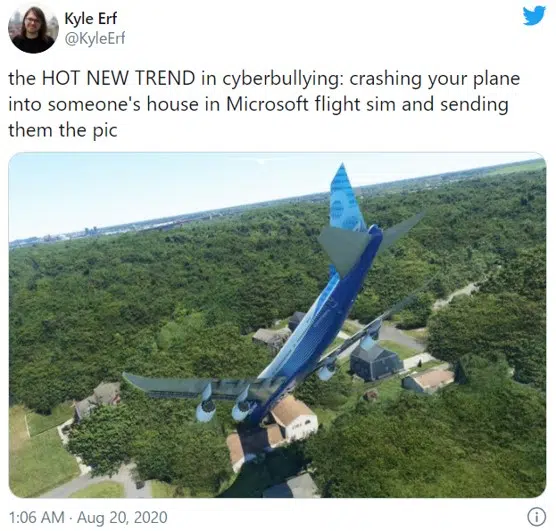 Kyle Erf
@KyleErf
the HOT NEW TREND in cyberbullying: crashing your plane
into someone's house in Microsoft flight sim and sending
them the pic
1:06 AM · Aug 20, 2020